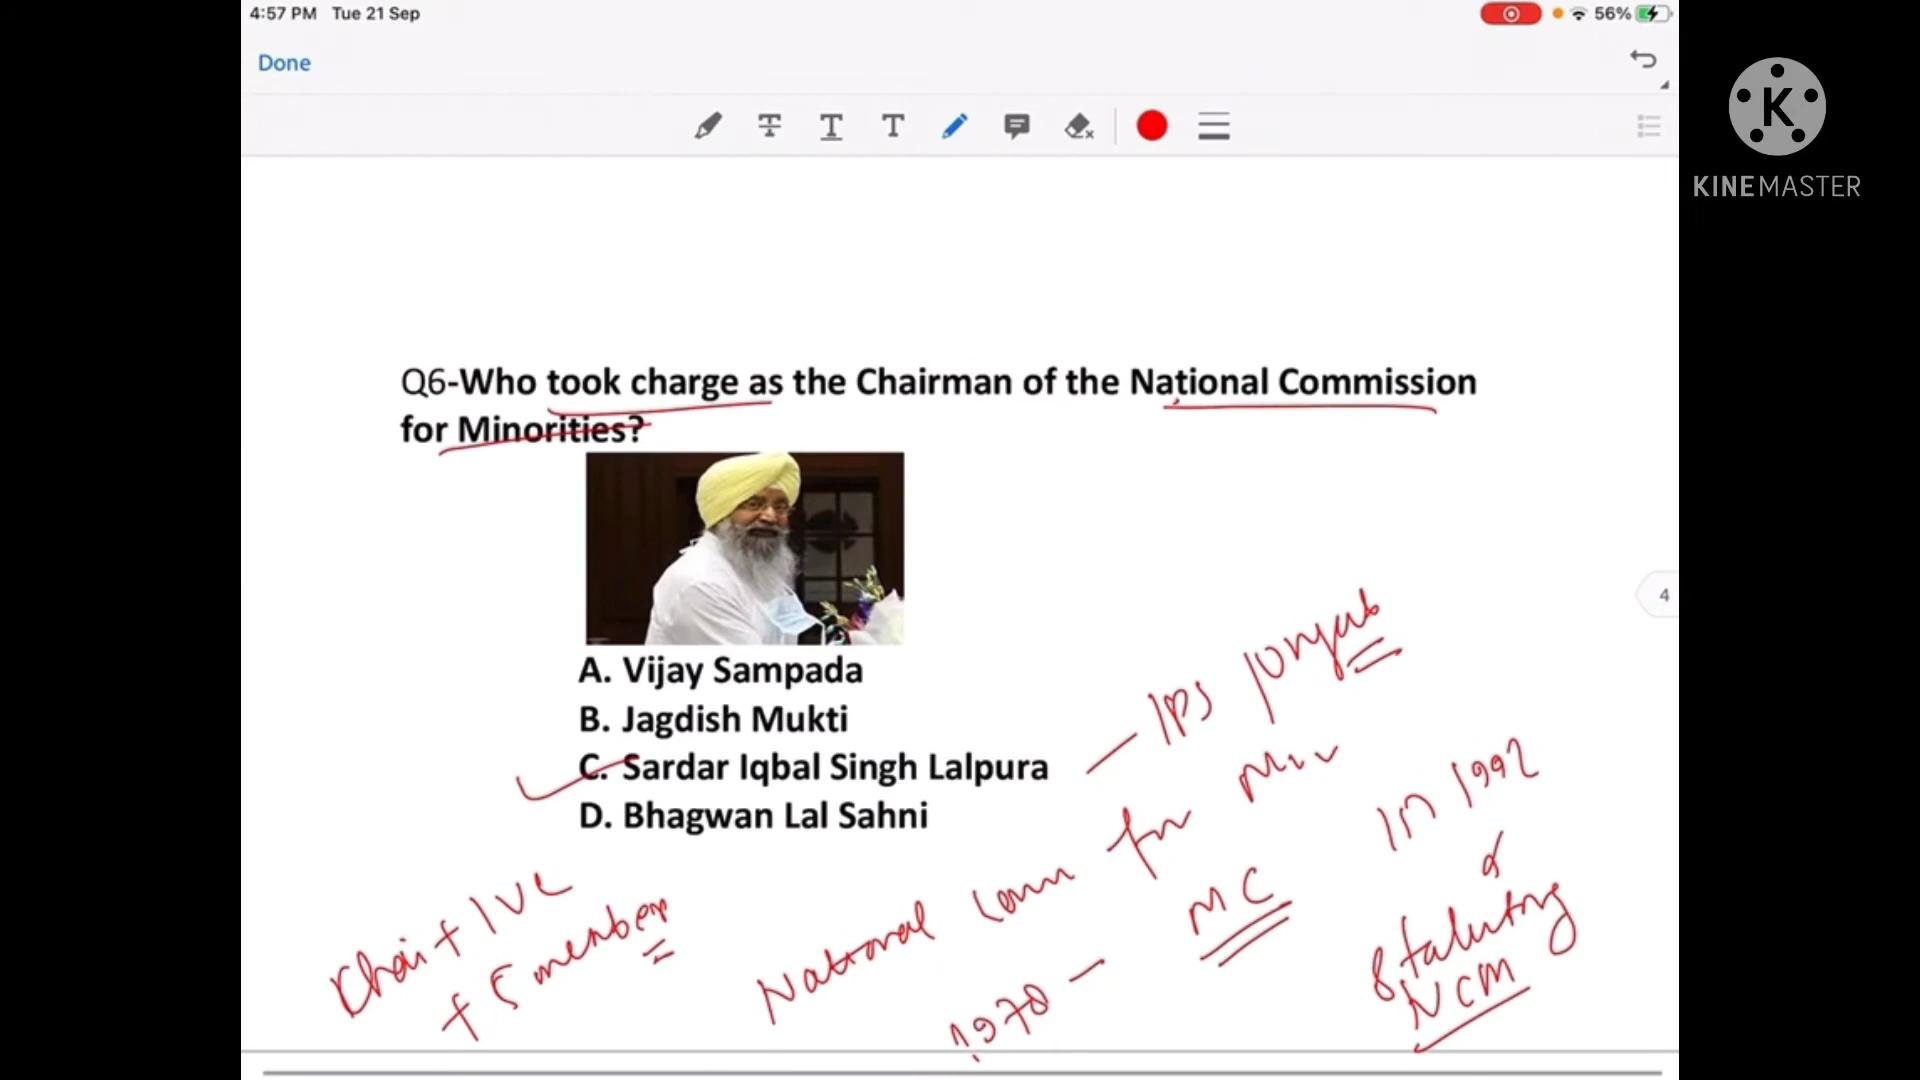 4:57 PM Tue 21 Sep
56%
Done
K
KINEMASTER
Q6-Who took charge as the Chairman of the National Commission
for Minorities?
4
A. Vijay Sampada
B. Jagdish Mukti
C. Sardar Iqbal Singh Lalpura
D. Bhagwan Lal Sahni
IPS Punjab
National Comm for Min
1978 - MC
In 1992
Statutory
NCM
Chai + 1 VC
+ 5 member